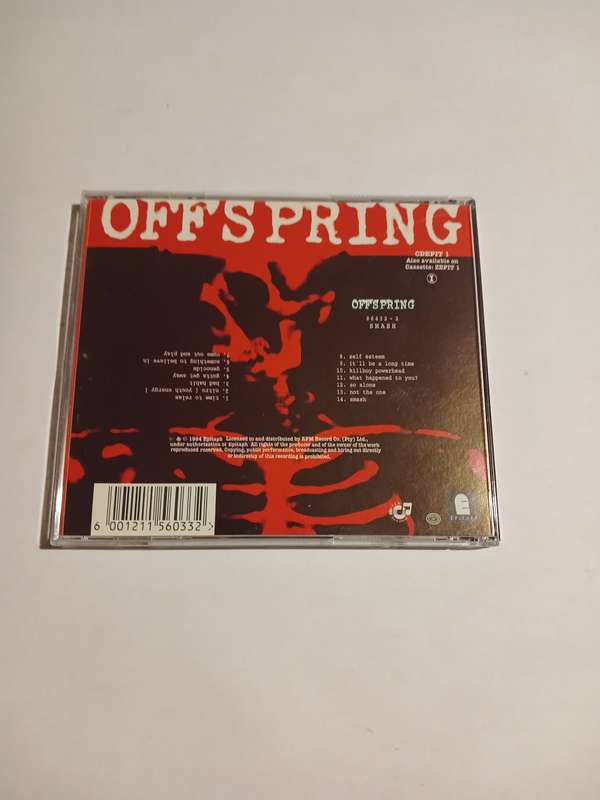 OFFSPRING
CDEPIT 1
Also available on
Cassette: ZEPIT 1
OFFSPRING
86432-2
SMASH
1. time to relax
2. nitro ( youth energy )
3. bad habit
4. gotta get away
5. genocide
6. something to believe in
7. come out and play
8. self esteem
9. it'll be a long time
10. killboy powerhead
11. what happened to you?
12. so alone
13. not the one
14. smash
℗ © 1994 Epitaph Licensed to and distributed by RPM Record Co. (Pty) Ltd.,
under authorization or Epitaph All rights of the producer and of the owner of the work
reproduced reserved. Copying, public performance, broadcasting and hiring out directly
or indirectly of this recording is prohibited.
6 001211 560332 >
E
EPITAPH